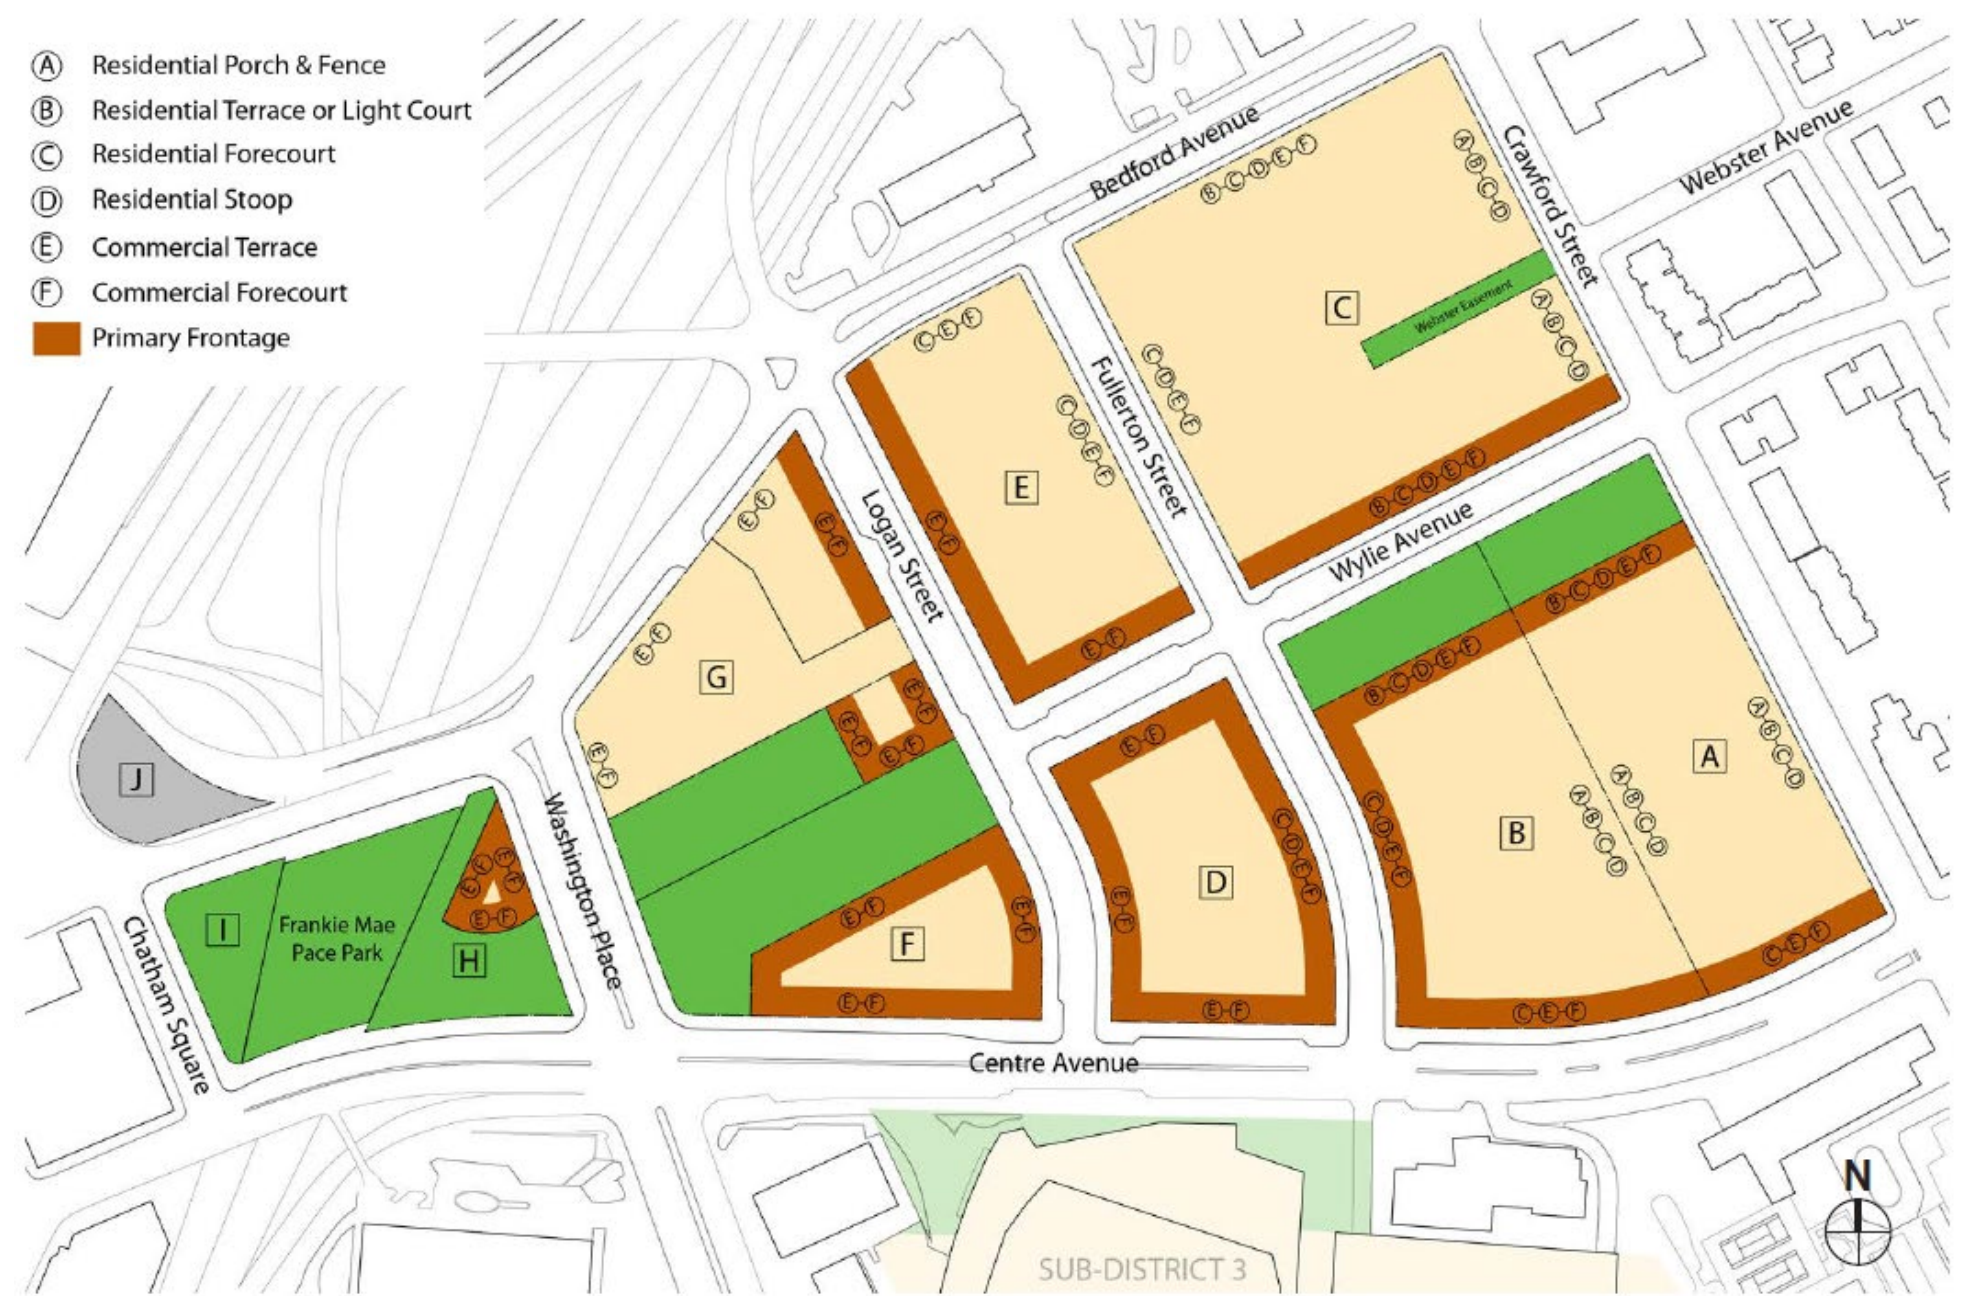 A Residential Porch & Fence
B Residential Terrace or Light Court
C Residential Forecourt
D Residential Stoop
E Commercial Terrace
F Commercial Forecourt
Primary Frontage
Bedford Avenue
Crawford Street
Webster Avenue
B-C-D-E-F
A-B-C-D
C
Webster Easement
A-B-C-D
C-D-E-F
B-C-D-E-F
Fullerton Street
C-E-F
C-D-E-F
E
E-F
E-F
Logan Street
Wylie Avenue
E-F
E-F
E-F
G
E-F
E-F
E-F
E-F
B-C-D-E-F
B-C-D-E-F
A-B-C-D
A
A-B-C-D
A-B-C-D
B
C-D-E-F
C-E-F
C-E-F
E-F
C-D-E-F
D
E-F
E-F
E-F
E-F
F
E-F
J
Washington Place
E-F
E-F
E-F
H
Frankie Mae
Pace Park
I
Chatham Square
Centre Avenue
SUB-DISTRICT 3
N